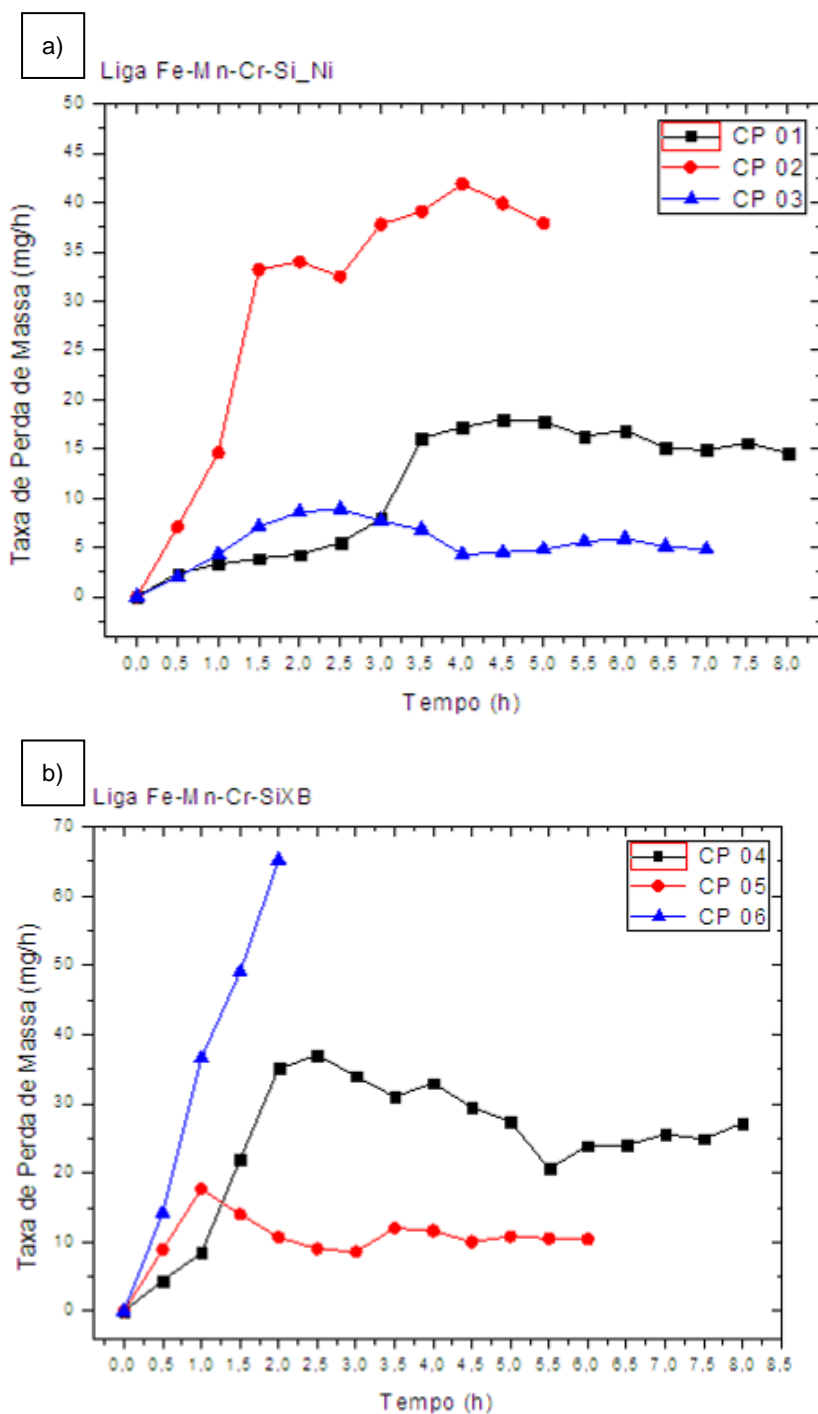 a)
Liga Fe-Mn-Cr-Si_Ni
CP 01
CP 02
CP 03
Taxa de Perda de Massa (mg/h)
50
45
40
35
30
25
20
15
10
5
0
0,0 0,5 1,0 1,5 2,0 2,5 3,0 3,5 4,0 4,5 5,0 5,5 6,0 6,5 7,0 7,5 8,0
Tempo (h)
b)
Liga Fe-Mn-Cr-SiXB
CP 04
CP 05
CP 06
Taxa de Perda de Massa (mg/h)
70
60
50
40
30
20
10
0
0,0 0,5 1,0 1,5 2,0 2,5 3,0 3,5 4,0 4,5 5,0 5,5 6,0 6,5 7,0 7,5 8,0 8,5
Tempo (h)